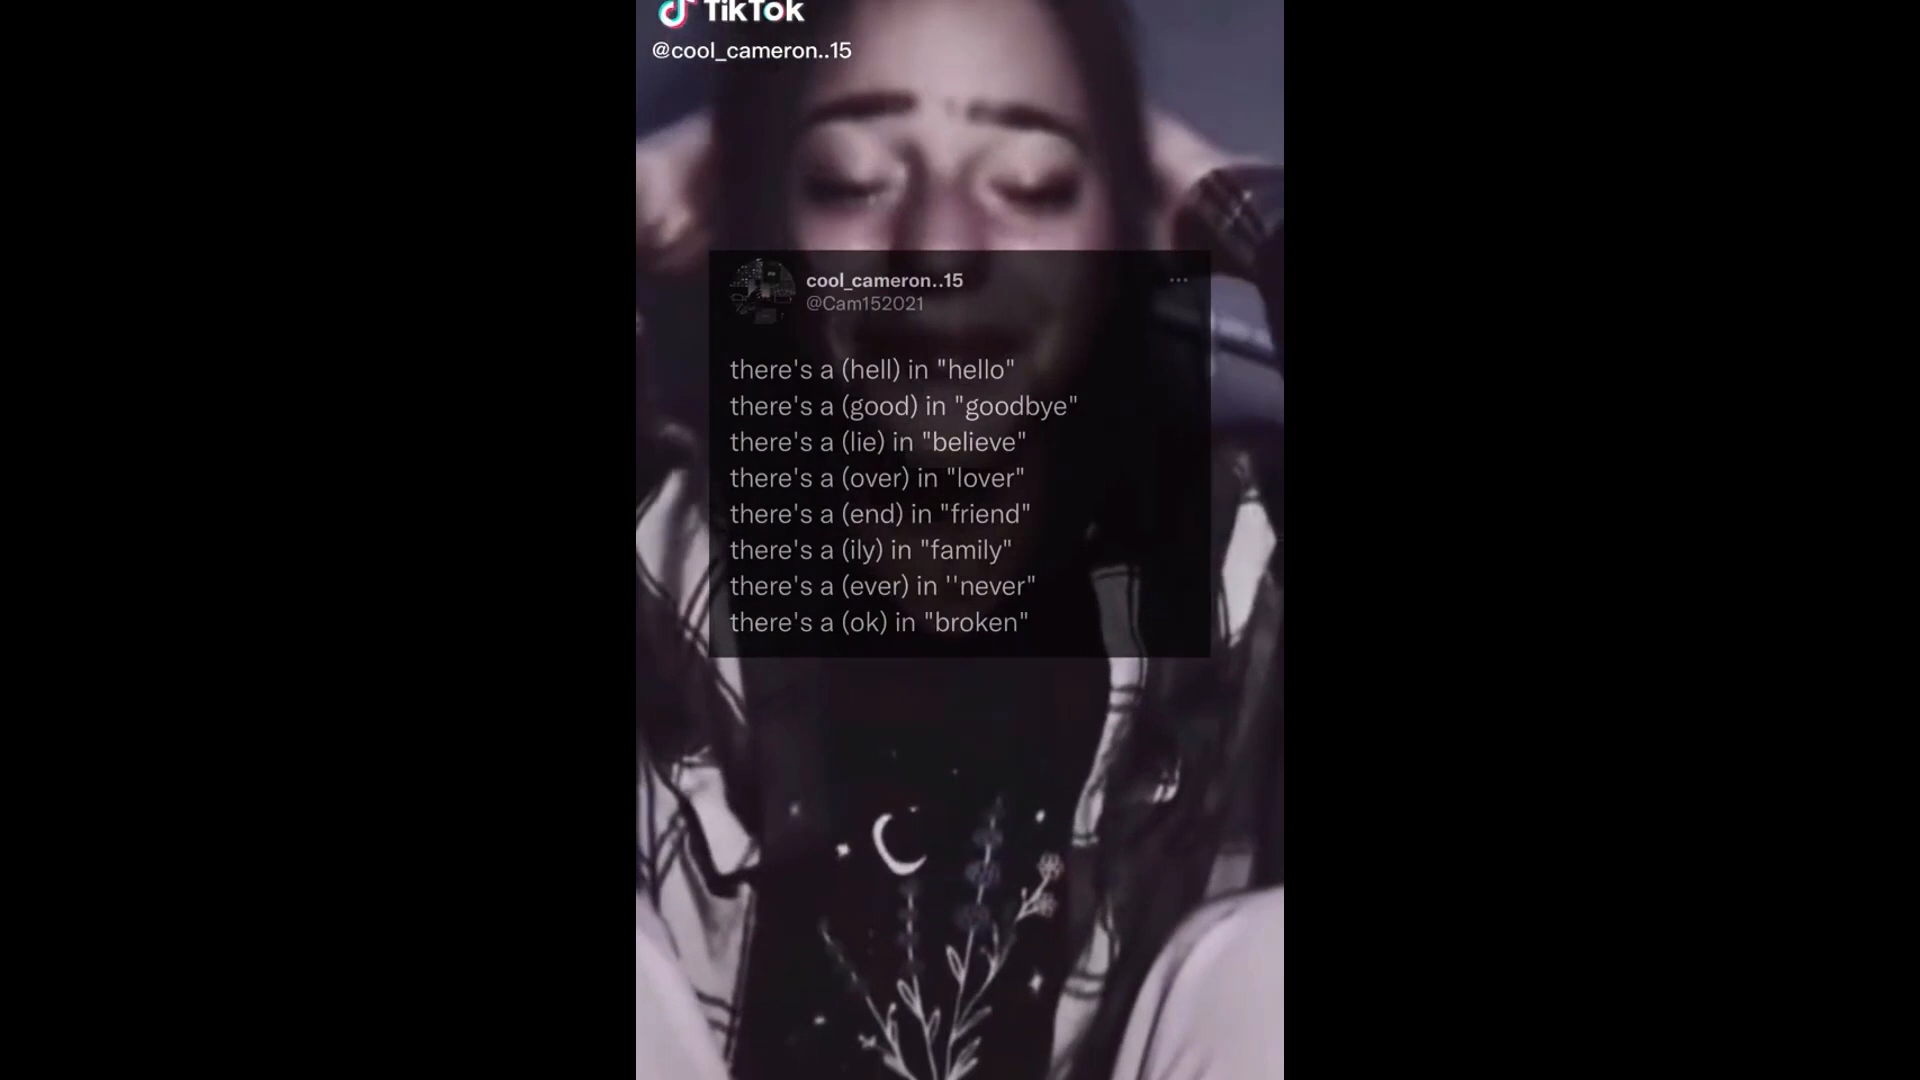 TikTok
@cool_cameron..15
cool_cameron..15
@Cam152021
there's a (hell) in "hello"
there's a (good) in "goodbye"
there's a (lie) in "believe"
there's a (over) in "lover"
there's a (end) in "friend"
there's a (ily) in "family"
there's a (ever) in ''never"
there's a (ok) in "broken"